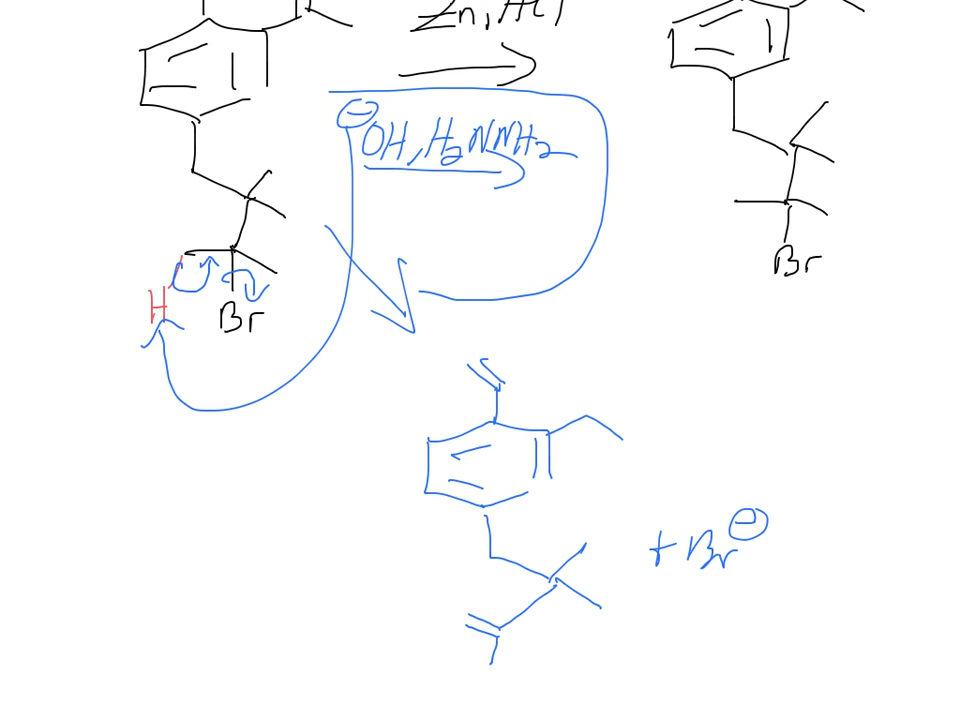 Zn, HCl
⊖OH, H2NNH2
Br
H
Br
+ Br⊖